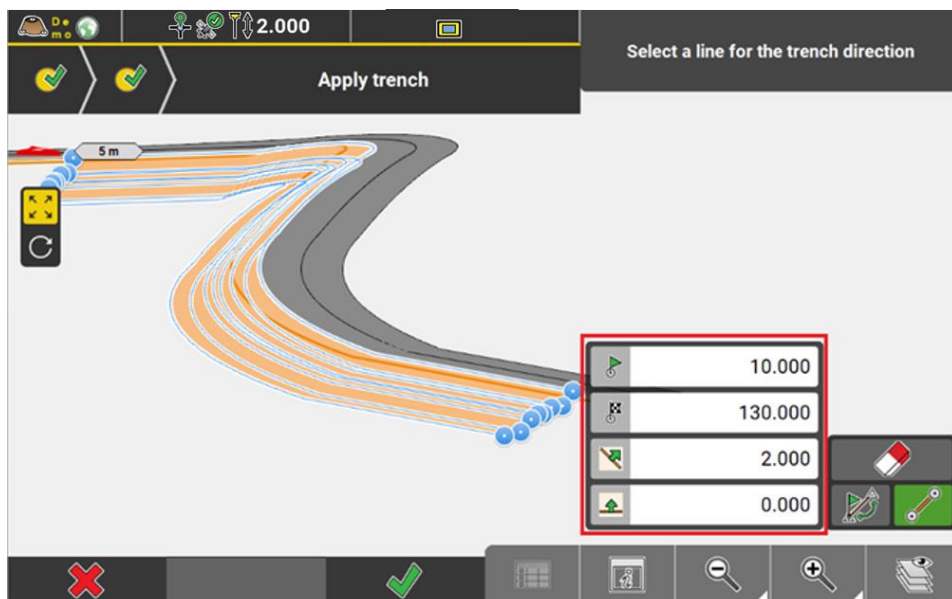 De
mo
2.000
Select a line for the trench direction
Apply trench
5 m
10.000
130.000
2.000
0.000